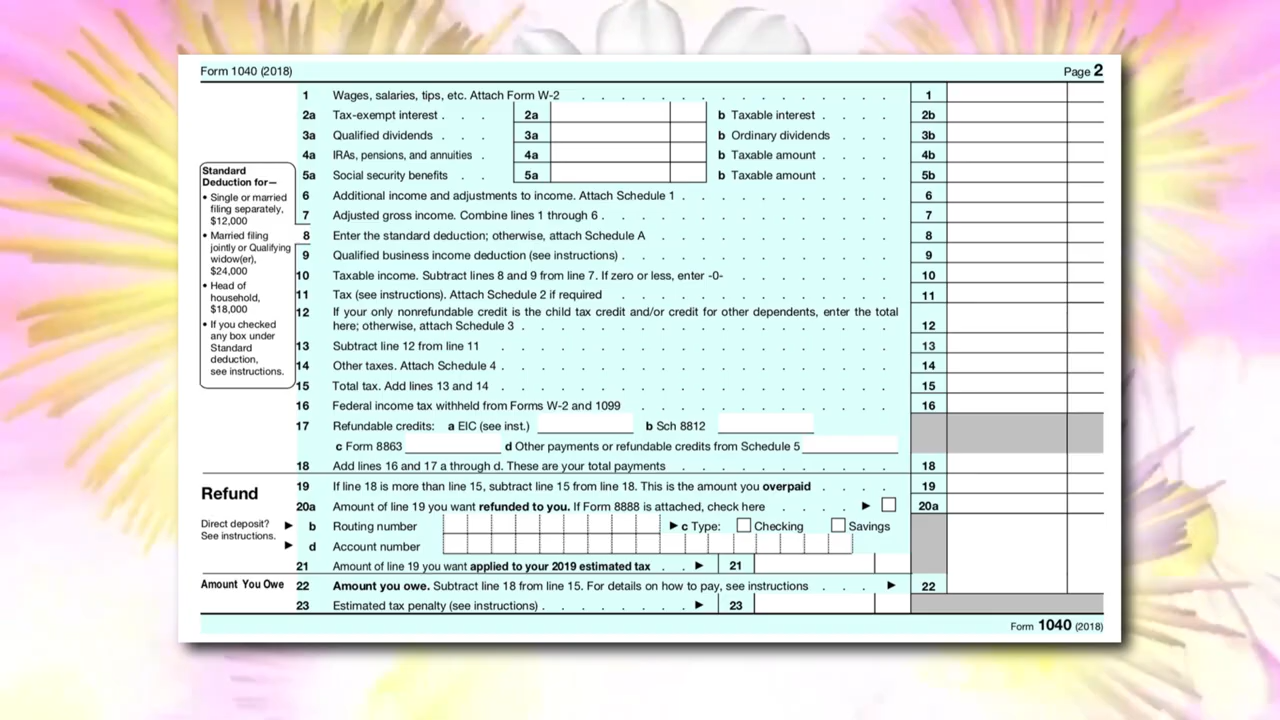 Form 1040 (2018) Page 2
1 Wages, salaries, tips, etc. Attach Form W-2 . . . . . . . . . . . . . . . . 1
2a Tax-exempt interest . . . 2a b Taxable interest . . . . 2b
3a Qualified dividends . . . 3a b Ordinary dividends . . . 3b
4a IRAs, pensions, and annuities . 4a b Taxable amount . . . . 4b
5a Social security benefits . . 5a b Taxable amount . . . . 5b
Standard
Deduction for—
• Single or married
filing separately,
$12,000
• Married filing
jointly or Qualifying
widow(er),
$24,000
• Head of
household,
$18,000
• If you checked
any box under
Standard
deduction,
see instructions.
6 Additional income and adjustments to income. Attach Schedule 1 . . . . . . . . . . . 6
7 Adjusted gross income. Combine lines 1 through 6 . . . . . . . . . . . . . . 7
8 Enter the standard deduction; otherwise, attach Schedule A . . . . . . . . . . . . 8
9 Qualified business income deduction (see instructions) . . . . . . . . . . . . . 9
10 Taxable income. Subtract lines 8 and 9 from line 7. If zero or less, enter -0- . . . . . . . . 10
11 Tax (see instructions). Attach Schedule 2 if required . . . . . . . . . . . . . . 11
12 If your only nonrefundable credit is the child tax credit and/or credit for other dependents, enter the total
here; otherwise, attach Schedule 3 . . . . . . . . . . . . . . . . . . 12
13 Subtract line 12 from line 11 . . . . . . . . . . . . . . . . . . . . 13
14 Other taxes. Attach Schedule 4 . . . . . . . . . . . . . . . . . . . . 14
15 Total tax. Add lines 13 and 14 . . . . . . . . . . . . . . . . . . . . 15
16 Federal income tax withheld from Forms W-2 and 1099 . . . . . . . . . . . . . 16
17 Refundable credits: a EIC (see inst.) b Sch 8812
c Form 8863 d Other payments or refundable credits from Schedule 5
18 Add lines 16 and 17 a through d. These are your total payments . . . . . . . . . . . 18
Refund
19 If line 18 is more than line 15, subtract line 15 from line 18. This is the amount you overpaid . . . . 19
20a Amount of line 19 you want refunded to you. If Form 8888 is attached, check here . . . . ▶ 20a
Direct deposit?
See instructions.
▶ b Routing number ▶ c Type: Checking Savings
▶ d Account number
21 Amount of line 19 you want applied to your 2019 estimated tax . . ▶ 21
Amount You Owe 22 Amount you owe. Subtract line 18 from line 15. For details on how to pay, see instructions . . . ▶ 22
23 Estimated tax penalty (see instructions) . . . . . . . ▶ 23
Form 1040 (2018)